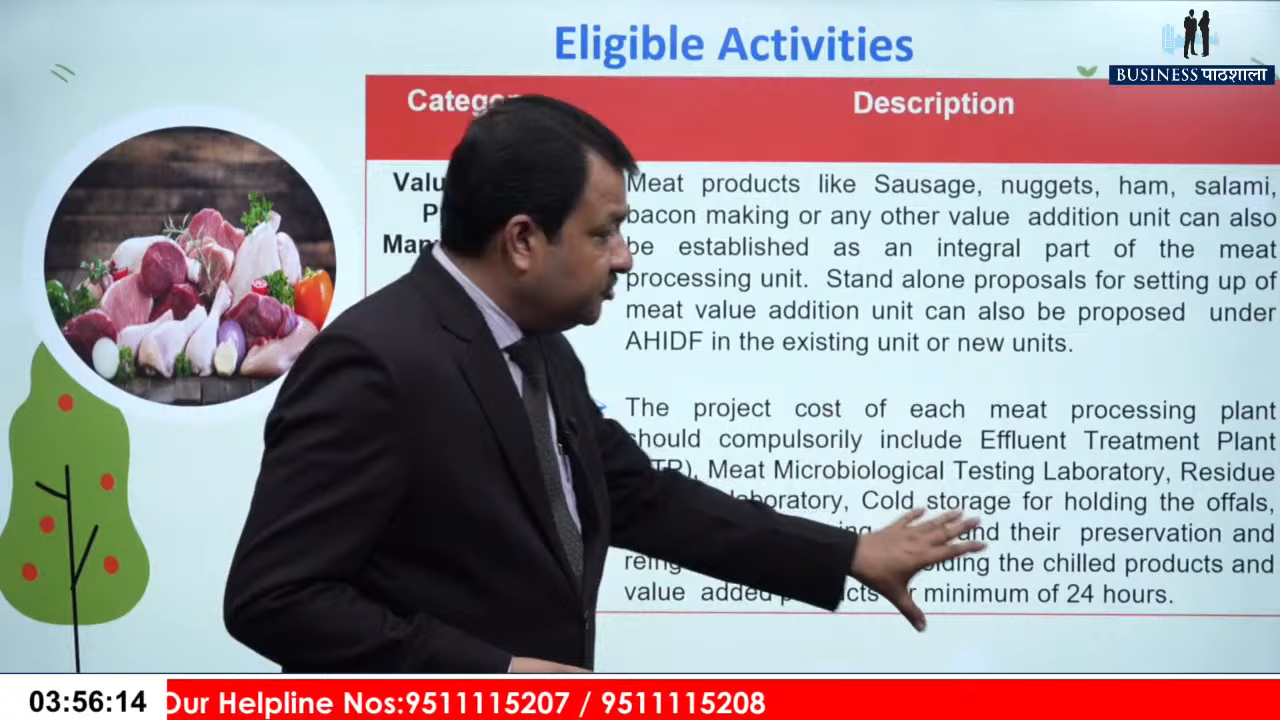 Eligible Activities
BUSINESS पाठशाला
Description
Meat products like Sausage, nuggets, ham, salami,
bacon making or any other value addition unit can also
be established as an integral part of the meat
processing unit. Stand alone proposals for setting up of
meat value addition unit can also be proposed under
AHIDF in the existing unit or new units.
The project cost of each meat processing plant
should compulsorily include Effluent Treatment Plant
Meat Microbiological Testing Laboratory, Residue
laboratory, Cold storage for holding the offals,
and their preservation and
the chilled products and
value added minimum of 24 hours.
03:56:14 Our Helpline Nos:9511115207 / 9511115208